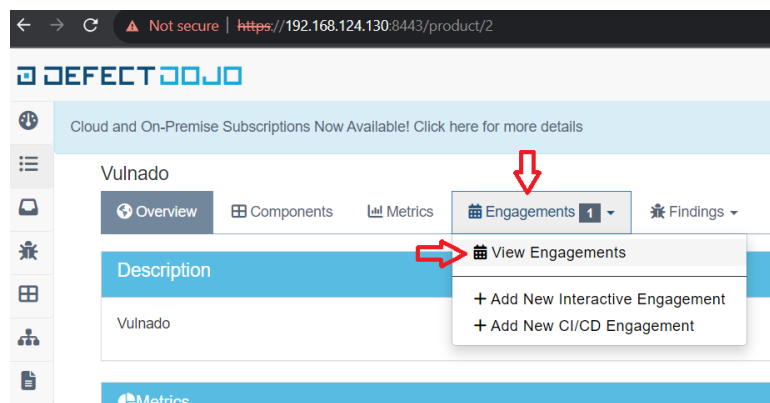 Not secure | https://192.168.124.130:8443/product/2
DEFECTDOJO
Cloud and On-Premise Subscriptions Now Available! Click here for more details
Vulnado
Overview Components Metrics Engagements 1 Findings
View Engagements
Description
+ Add New Interactive Engagement
Vulnado
+ Add New CI/CD Engagement
Metrics